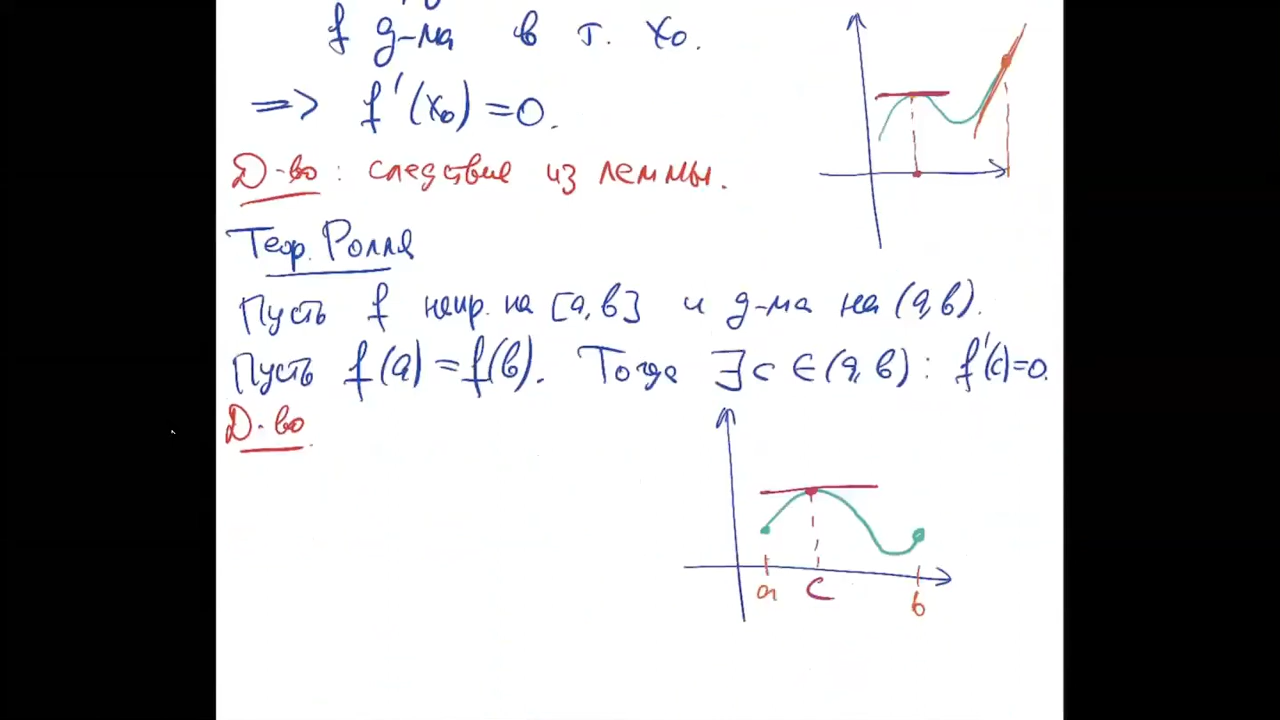 f д-ма в т. x₀.
=> f'(x₀)=0.
Д-во: следствие из леммы.
Теор. Ролля
Пусть f непр. на [a,b] и д-ма на (a,b).
Пусть f(a)=f(b). Тогда ∃c∈(a,b): f'(c)=0.
Д-во
a c b